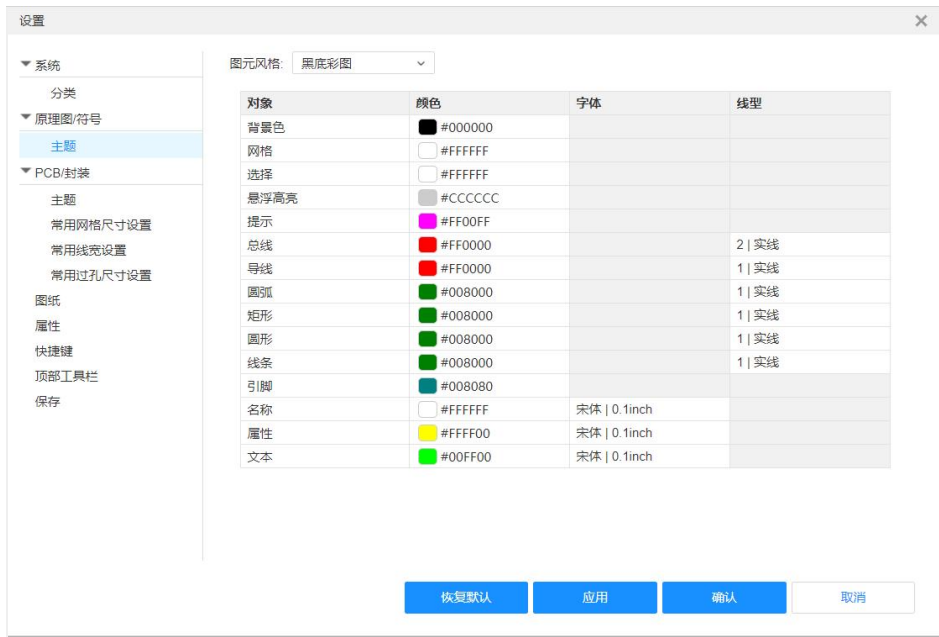 设置
系统
分类
原理图/符号
主题
PCB/封装
主题
常用网格尺寸设置
常用线宽设置
常用过孔尺寸设置
图纸
属性
快捷键
顶部工具栏
保存
图元风格: 黑底彩图
对象 颜色 字体 线型
背景色 #000000
网格 #FFFFFF
选择 #FFFFFF
悬浮高亮 #CCCCCC
提示 #FF00FF
总线 #FF0000 2 | 实线
导线 #FF0000 1 | 实线
圆弧 #008000 1 | 实线
矩形 #008000 1 | 实线
圆形 #008000 1 | 实线
线条 #008000 1 | 实线
引脚 #008080
名称 #FFFFFF 宋体 | 0.1inch
属性 #FFFF00 宋体 | 0.1inch
文本 #00FF00 宋体 | 0.1inch
恢复默认 应用 确认 取消